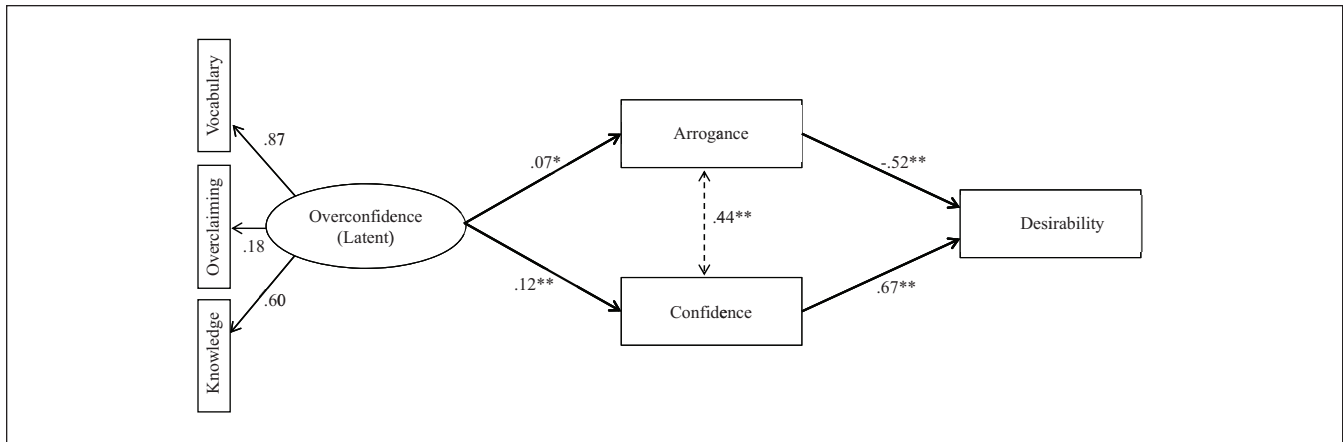 Vocabulary
.87
Overclaiming
.18
Knowledge
.60
Overconfidence
(Latent)
.07*
.12**
Arrogance
.44**
Confidence
-.52**
.67**
Desirability